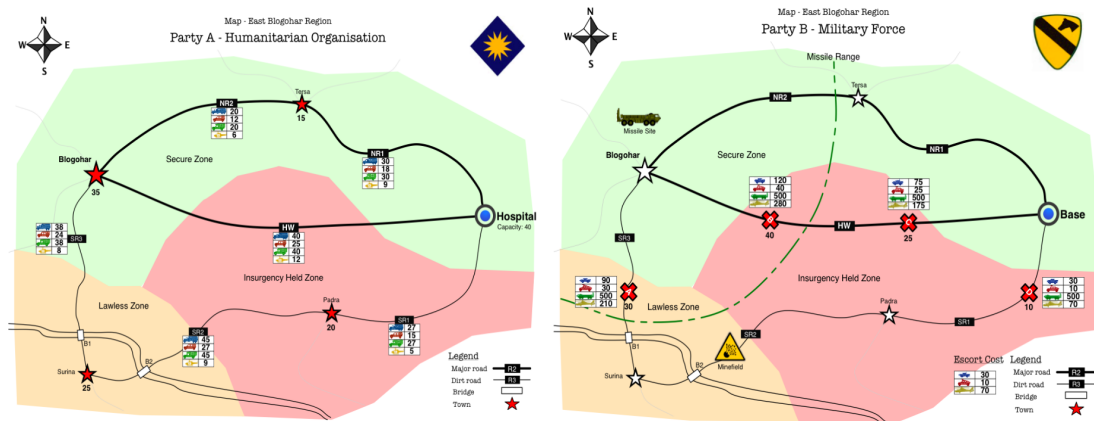 N
W
E
S
Map - East Blogohar Region
Party A - Humanitarian Organisation
Tersa
15
NR2
20
12
20
6
NR1
30
18
30
9
Blogohar
35
Secure Zone
Hospital
Capacity: 40
HW
40
25
40
12
38
24
38
8
SR3
Insurgency Held Zone
Lawless Zone
Padra
20
SR2
45
27
45
9
SR1
27
15
27
5
B1
B2
Surina
25
Legend
Major road R2
Dirt road R3
Bridge
Town
N
W
E
S
Map - East Blogohar Region
Party B - Military Force
Missile Range
Tersa
NR2
Missile Site
NR1
Blogohar
Secure Zone
120
40
500
280
40
75
25
500
175
25
HW
Base
SR3
Insurgency Held Zone
90
30
500
210
30
Lawless Zone
Padra
30
10
500
70
10
SR2
SR1
Minefield
B1
B2
Surina
Escort Cost
30
10
70
Legend
Major road R2
Dirt road R3
Bridge
Town